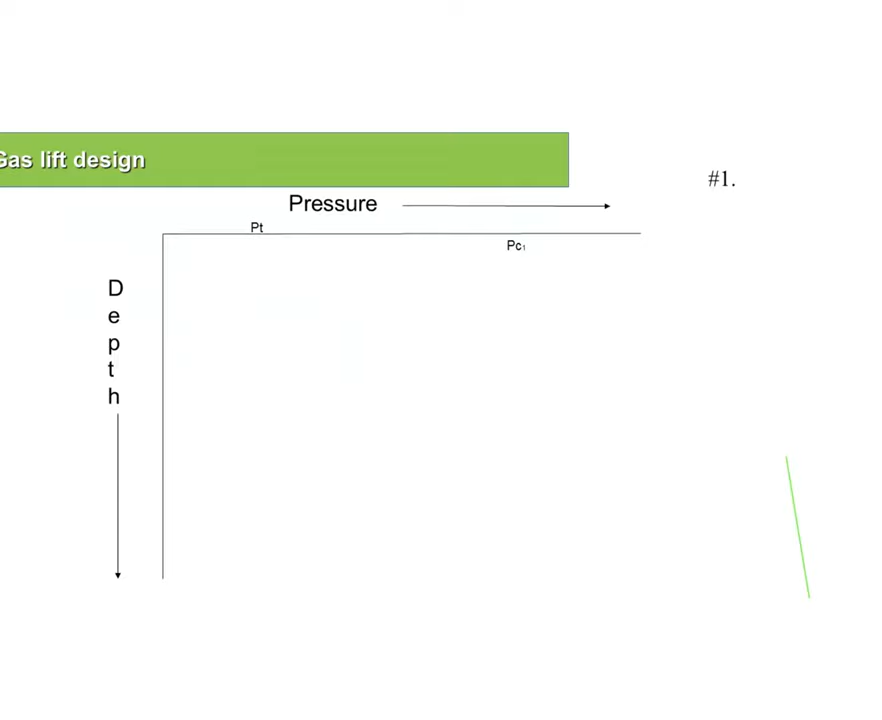 Gas lift design
#1.
Pressure
Pt
Pc₁
D
e
p
t
h